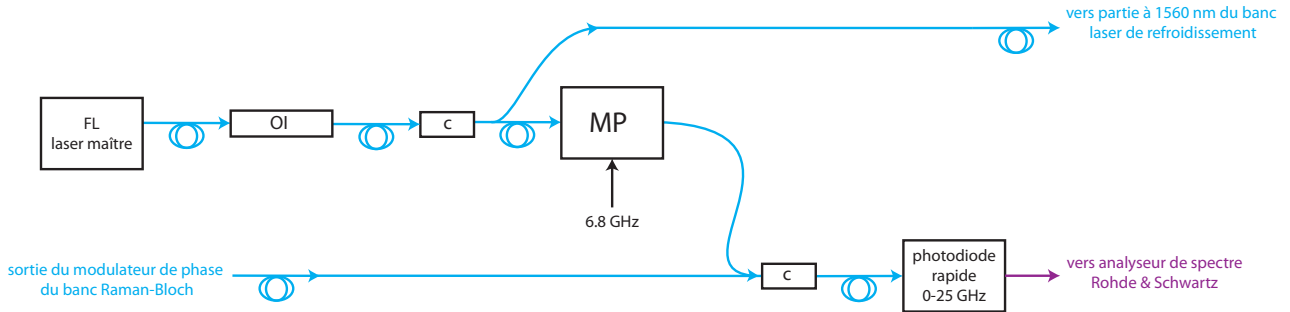 vers partie à 1560 nm du banc
laser de refroidissement
FL
laser maître
OI
c
MP
6.8 GHz
sortie du modulateur de phase
du banc Raman-Bloch
c
photodiode
rapide
0-25 GHz
vers analyseur de spectre
Rohde & Schwartz